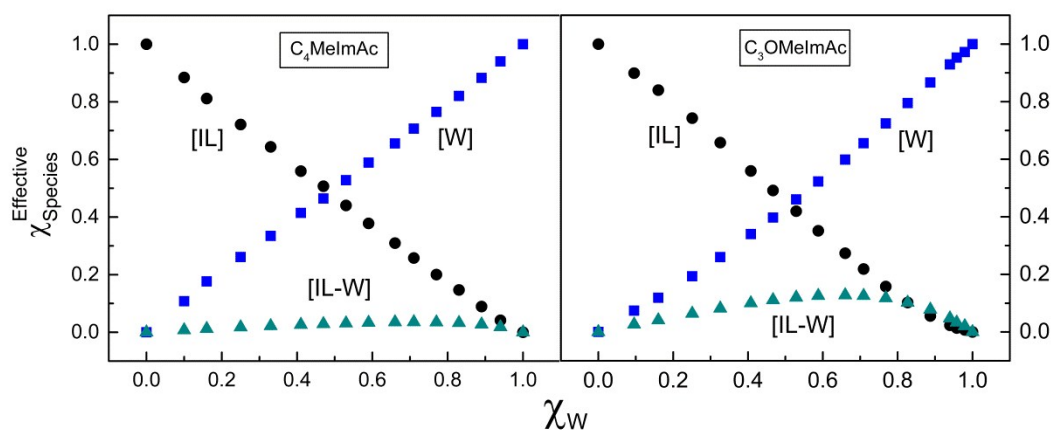 C₄MeImAc
C₃OMeImAc
1.0 1.0
[IL] [W] [IL] [W]
0.8 0.8
0.6 0.6
χ Effective Species
0.4 0.4
[IL-W]
0.2 0.2
[IL-W]
0.0 0.0
0.0 0.2 0.4 0.6 0.8 1.0 0.0 0.2 0.4 0.6 0.8 1.0
χW